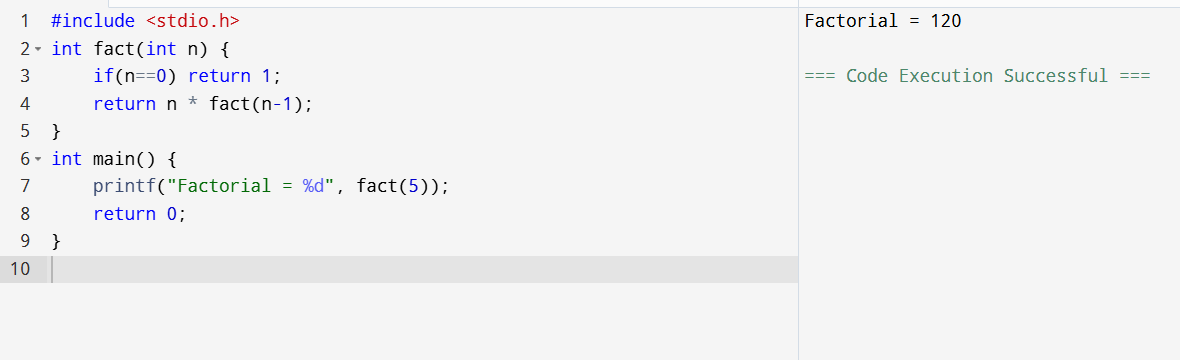 1 #include <stdio.h>
2 int fact(int n) {
3     if(n==0) return 1;
4     return n * fact(n-1);
5 }
6 int main() {
7     printf("Factorial = %d", fact(5));
8     return 0;
9 }
10
Factorial = 120
=== Code Execution Successful ===